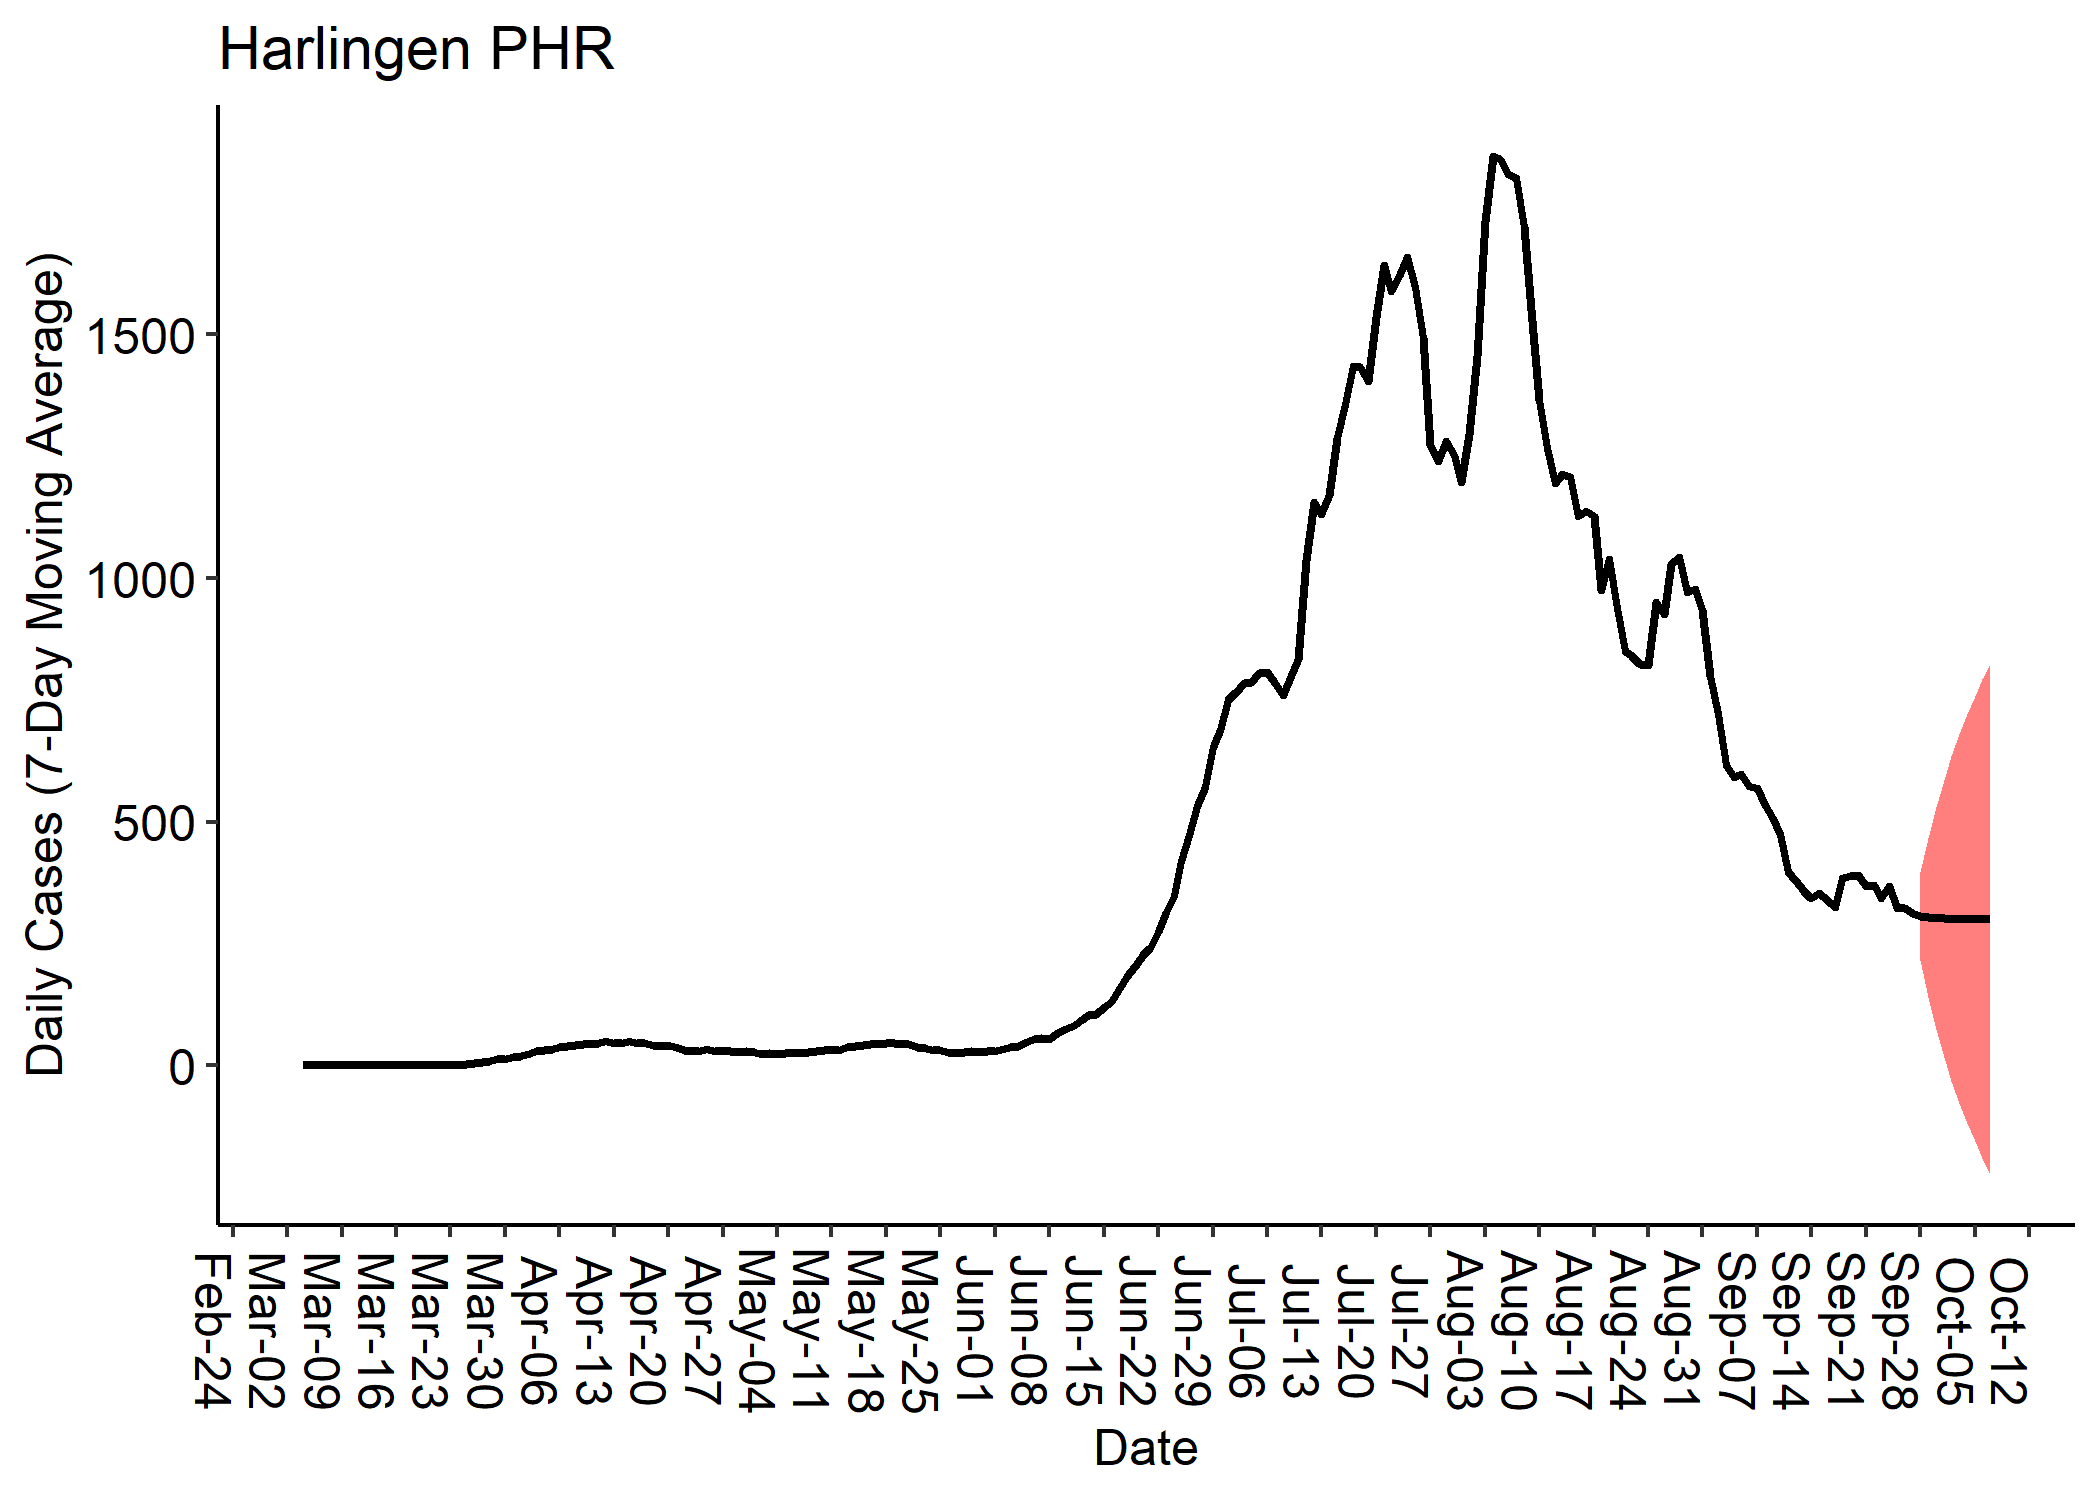 Harlingen PHR
Daily Cases (7-Day Moving Average)
1500
1000
500
0
Feb-24
Mar-02
Mar-09
Mar-16
Mar-23
Mar-30
Apr-06
Apr-13
Apr-20
Apr-27
May-04
May-11
May-18
May-25
Jun-01
Jun-08
Jun-15
Jun-22
Jun-29
Jul-06
Jul-13
Jul-20
Jul-27
Aug-03
Aug-10
Aug-17
Aug-24
Aug-31
Sep-07
Sep-14
Sep-21
Sep-28
Oct-05
Oct-12
Date